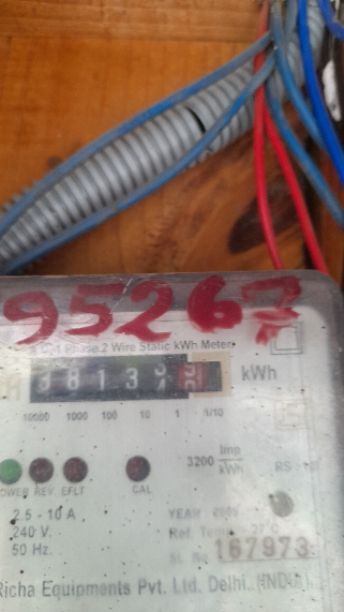 95267
1 Phase 2 Wire Static kWh Meter
3813 kWh
10000 1000 100 10 1 1/10
3200 Imp/kWh
POWER REV EFLT CAL
2.5 - 10 A
240 V.
50 Hz.
YEAR
Ref. Temp. 27°C
Sl. No. 167973
Richa Equipments Pvt. Ltd. Delhi. (INDIA)